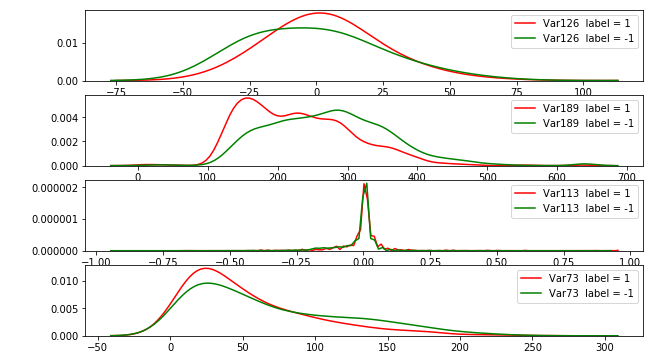 0.01
0.00
Var126 label = 1
Var126 label = -1
−75 −50 −25 0 25 50 75 100
0.004
0.002
0.000
Var189 label = 1
Var189 label = -1
0 100 200 300 400 500 600 700
0.000002
0.000001
0.000000
Var113 label = 1
Var113 label = -1
−1.00 −0.75 −0.50 −0.25 0.00 0.25 0.50 0.75 1.00
0.010
0.005
0.000
Var73 label = 1
Var73 label = -1
−50 0 50 100 150 200 250 300